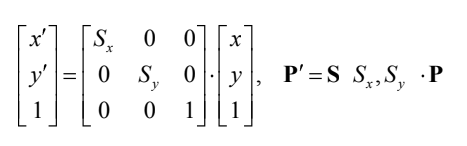 [x′ y′ 1] = [S_x 0 0; 0 S_y 0; 0 0 1] · [x y 1], P′ = S S_x, S_y · P